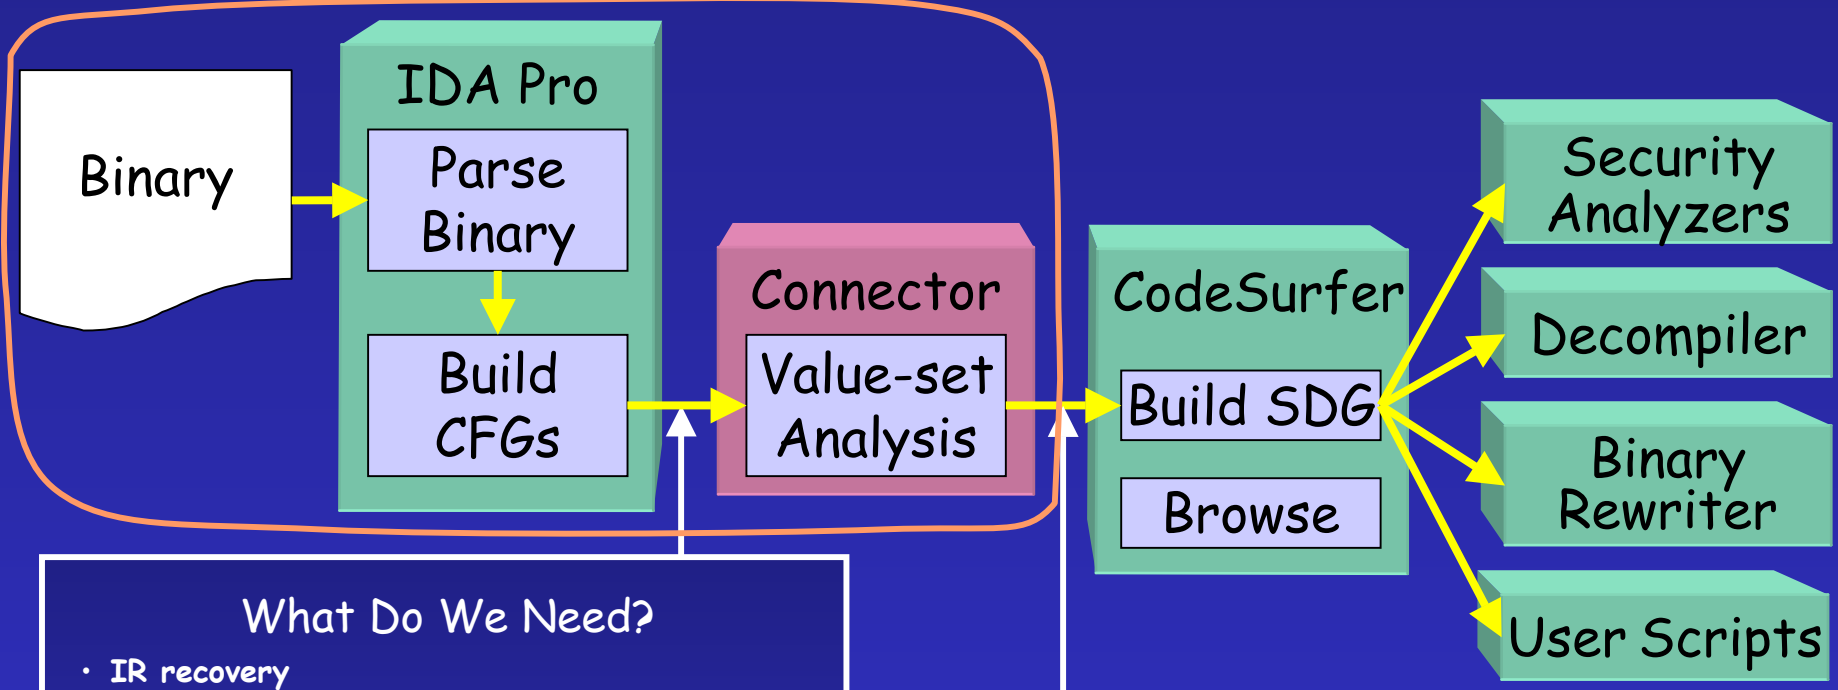 Binary
IDA Pro
Parse
Binary
Build
CFGs
Connector
Value-set
Analysis
CodeSurfer
Build SDG
Browse
Security
Analyzers
Decompiler
Binary
Rewriter
User Scripts
What Do We Need?
• IR recovery